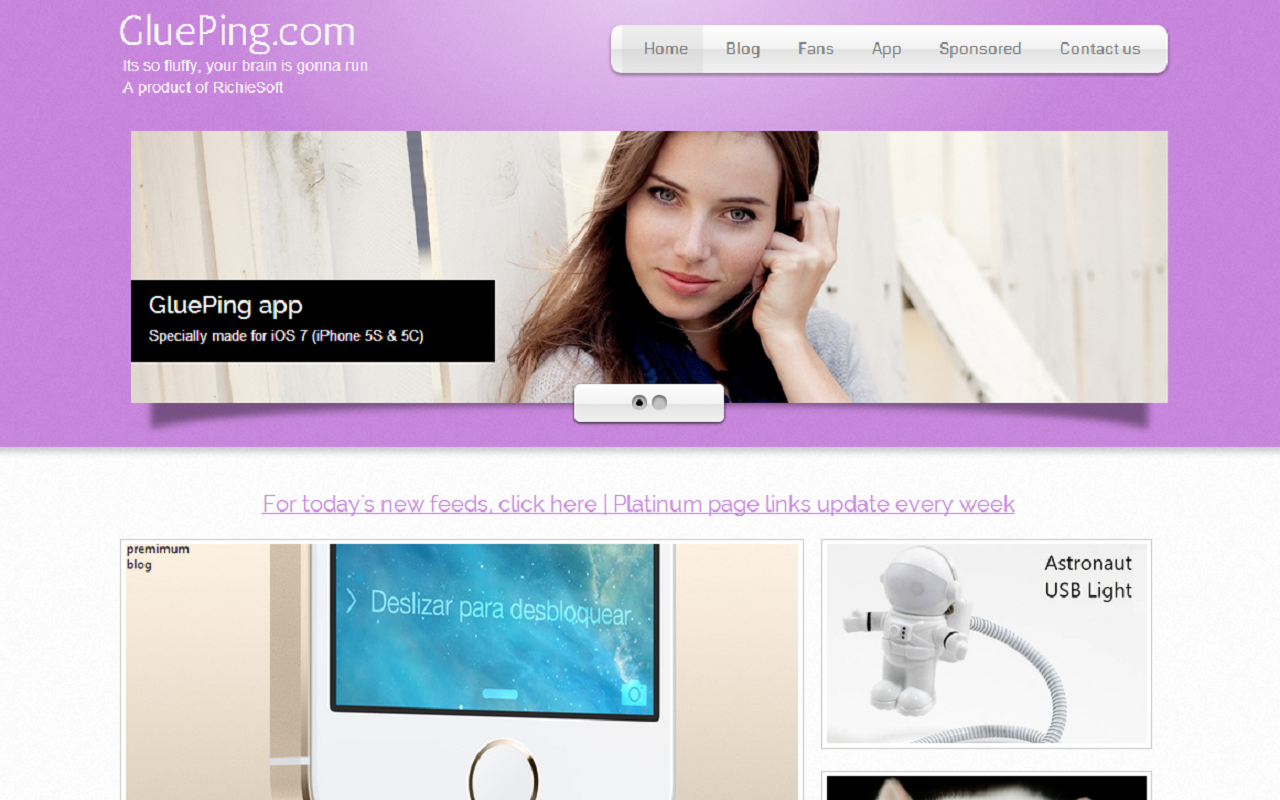 GluePing.com
Its so fluffy, your brain is gonna run
A product of RichieSoft
Home Blog Fans App Sponsored Contact us
GluePing app
Specially made for iOS 7 (iPhone 5S & 5C)
For today's new feeds, click here | Platinum page links update every week
premimum
blog
Deslizar para desbloquear
Astronaut
USB Light